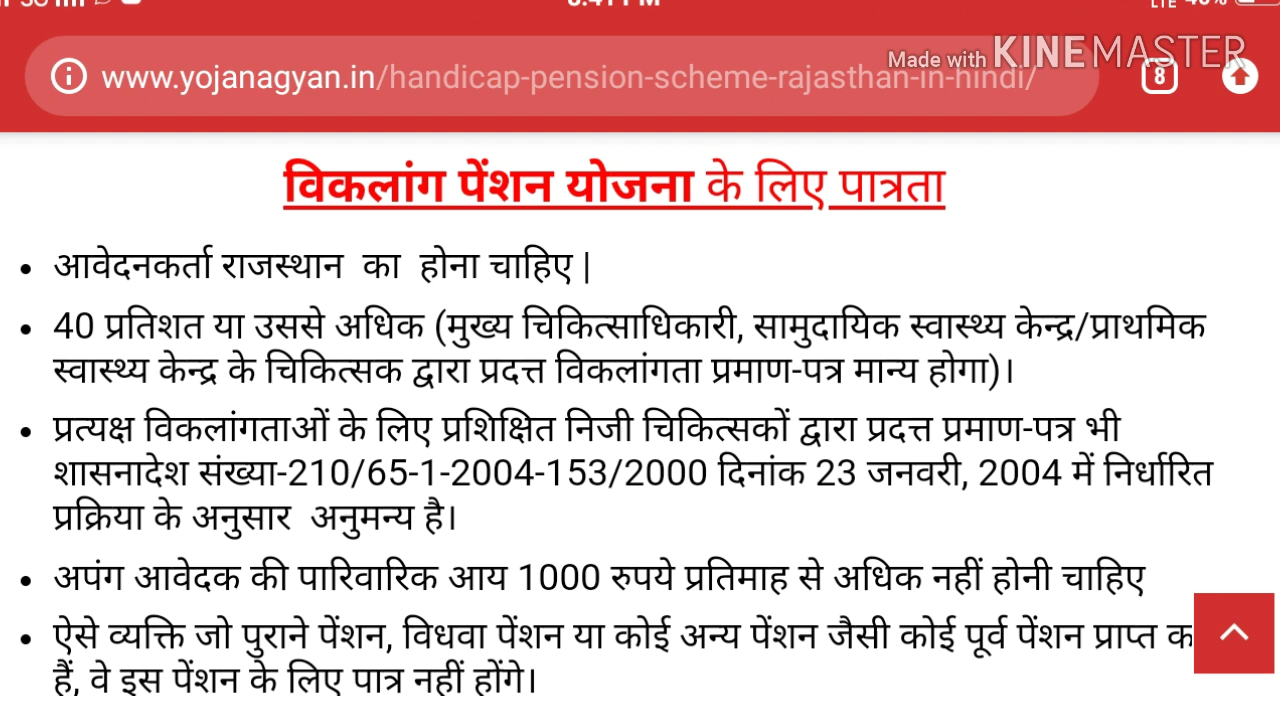 Made with KINEMASTER
www.yojanagyan.in/handicap-pension-scheme-rajasthan-in-hindi/
8
विकलांग पेंशन योजना के लिए पात्रता
• आवेदनकर्ता राजस्थान का होना चाहिए |
• 40 प्रतिशत या उससे अधिक (मुख्य चिकित्साधिकारी, सामुदायिक स्वास्थ्य केन्द्र/प्राथमिक
स्वास्थ्य केन्द्र के चिकित्सक द्वारा प्रदत्त विकलांगता प्रमाण-पत्र मान्य होगा)।
• प्रत्यक्ष विकलांगताओं के लिए प्रशिक्षित निजी चिकित्सकों द्वारा प्रदत्त प्रमाण-पत्र भी
शासनादेश संख्या-210/65-1-2004-153/2000 दिनांक 23 जनवरी, 2004 में निर्धारित
प्रक्रिया के अनुसार अनुमन्य है।
• अपंग आवेदक की पारिवारिक आय 1000 रुपये प्रतिमाह से अधिक नहीं होनी चाहिए
• ऐसे व्यक्ति जो पुराने पेंशन, विधवा पेंशन या कोई अन्य पेंशन जैसी कोई पूर्व पेंशन प्राप्त
हैं, वे इस पेंशन के लिए पात्र नहीं होंगे।